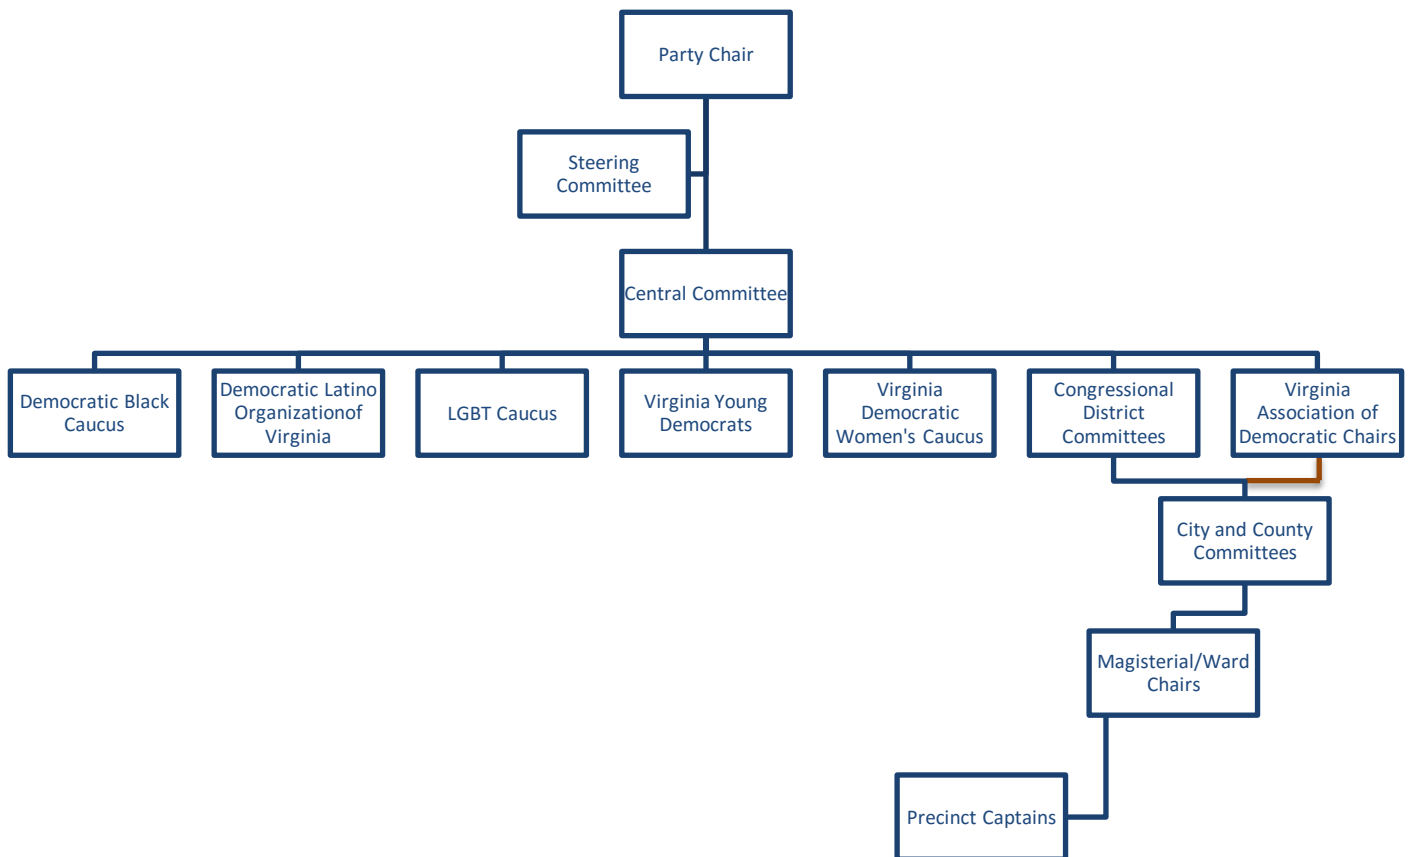 Party Chair
Steering
Committee
Central Committee
Democratic Black
Caucus
Democratic Latino
Organizationof
Virginia
LGBT Caucus
Virginia Young
Democrats
Virginia
Democratic
Women's Caucus
Congressional
District
Committees
Virginia
Association of
Democratic Chairs
City and County
Committees
Magisterial/Ward
Chairs
Precinct Captains